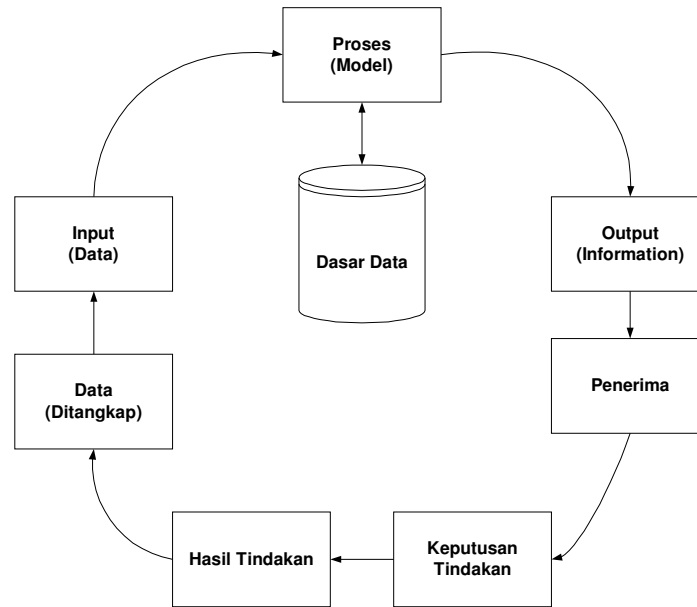 Proses
(Model)
Input
(Data)
Dasar Data
Output
(Information)
Data
(Ditangkap)
Penerima
Hasil Tindakan
Keputusan
Tindakan